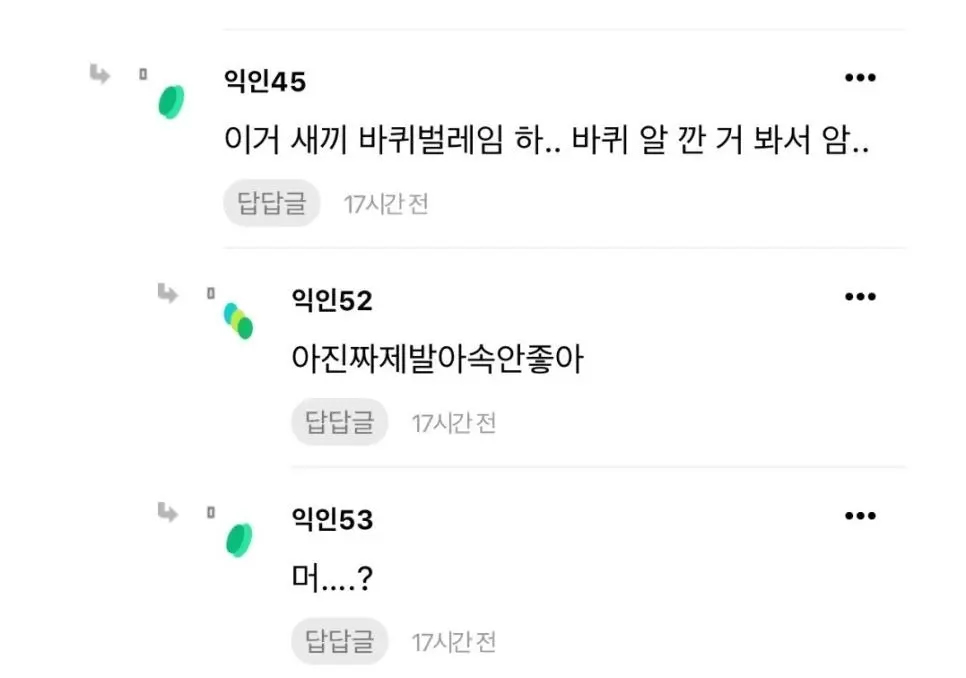 익인45
이거 새끼 바퀴벌레임 하.. 바퀴 알 깐 거 봐서 암..
답답글 17시간 전
익인52
아진짜제발아속안좋아
답답글 17시간 전
익인53
머....?
답답글 17시간 전